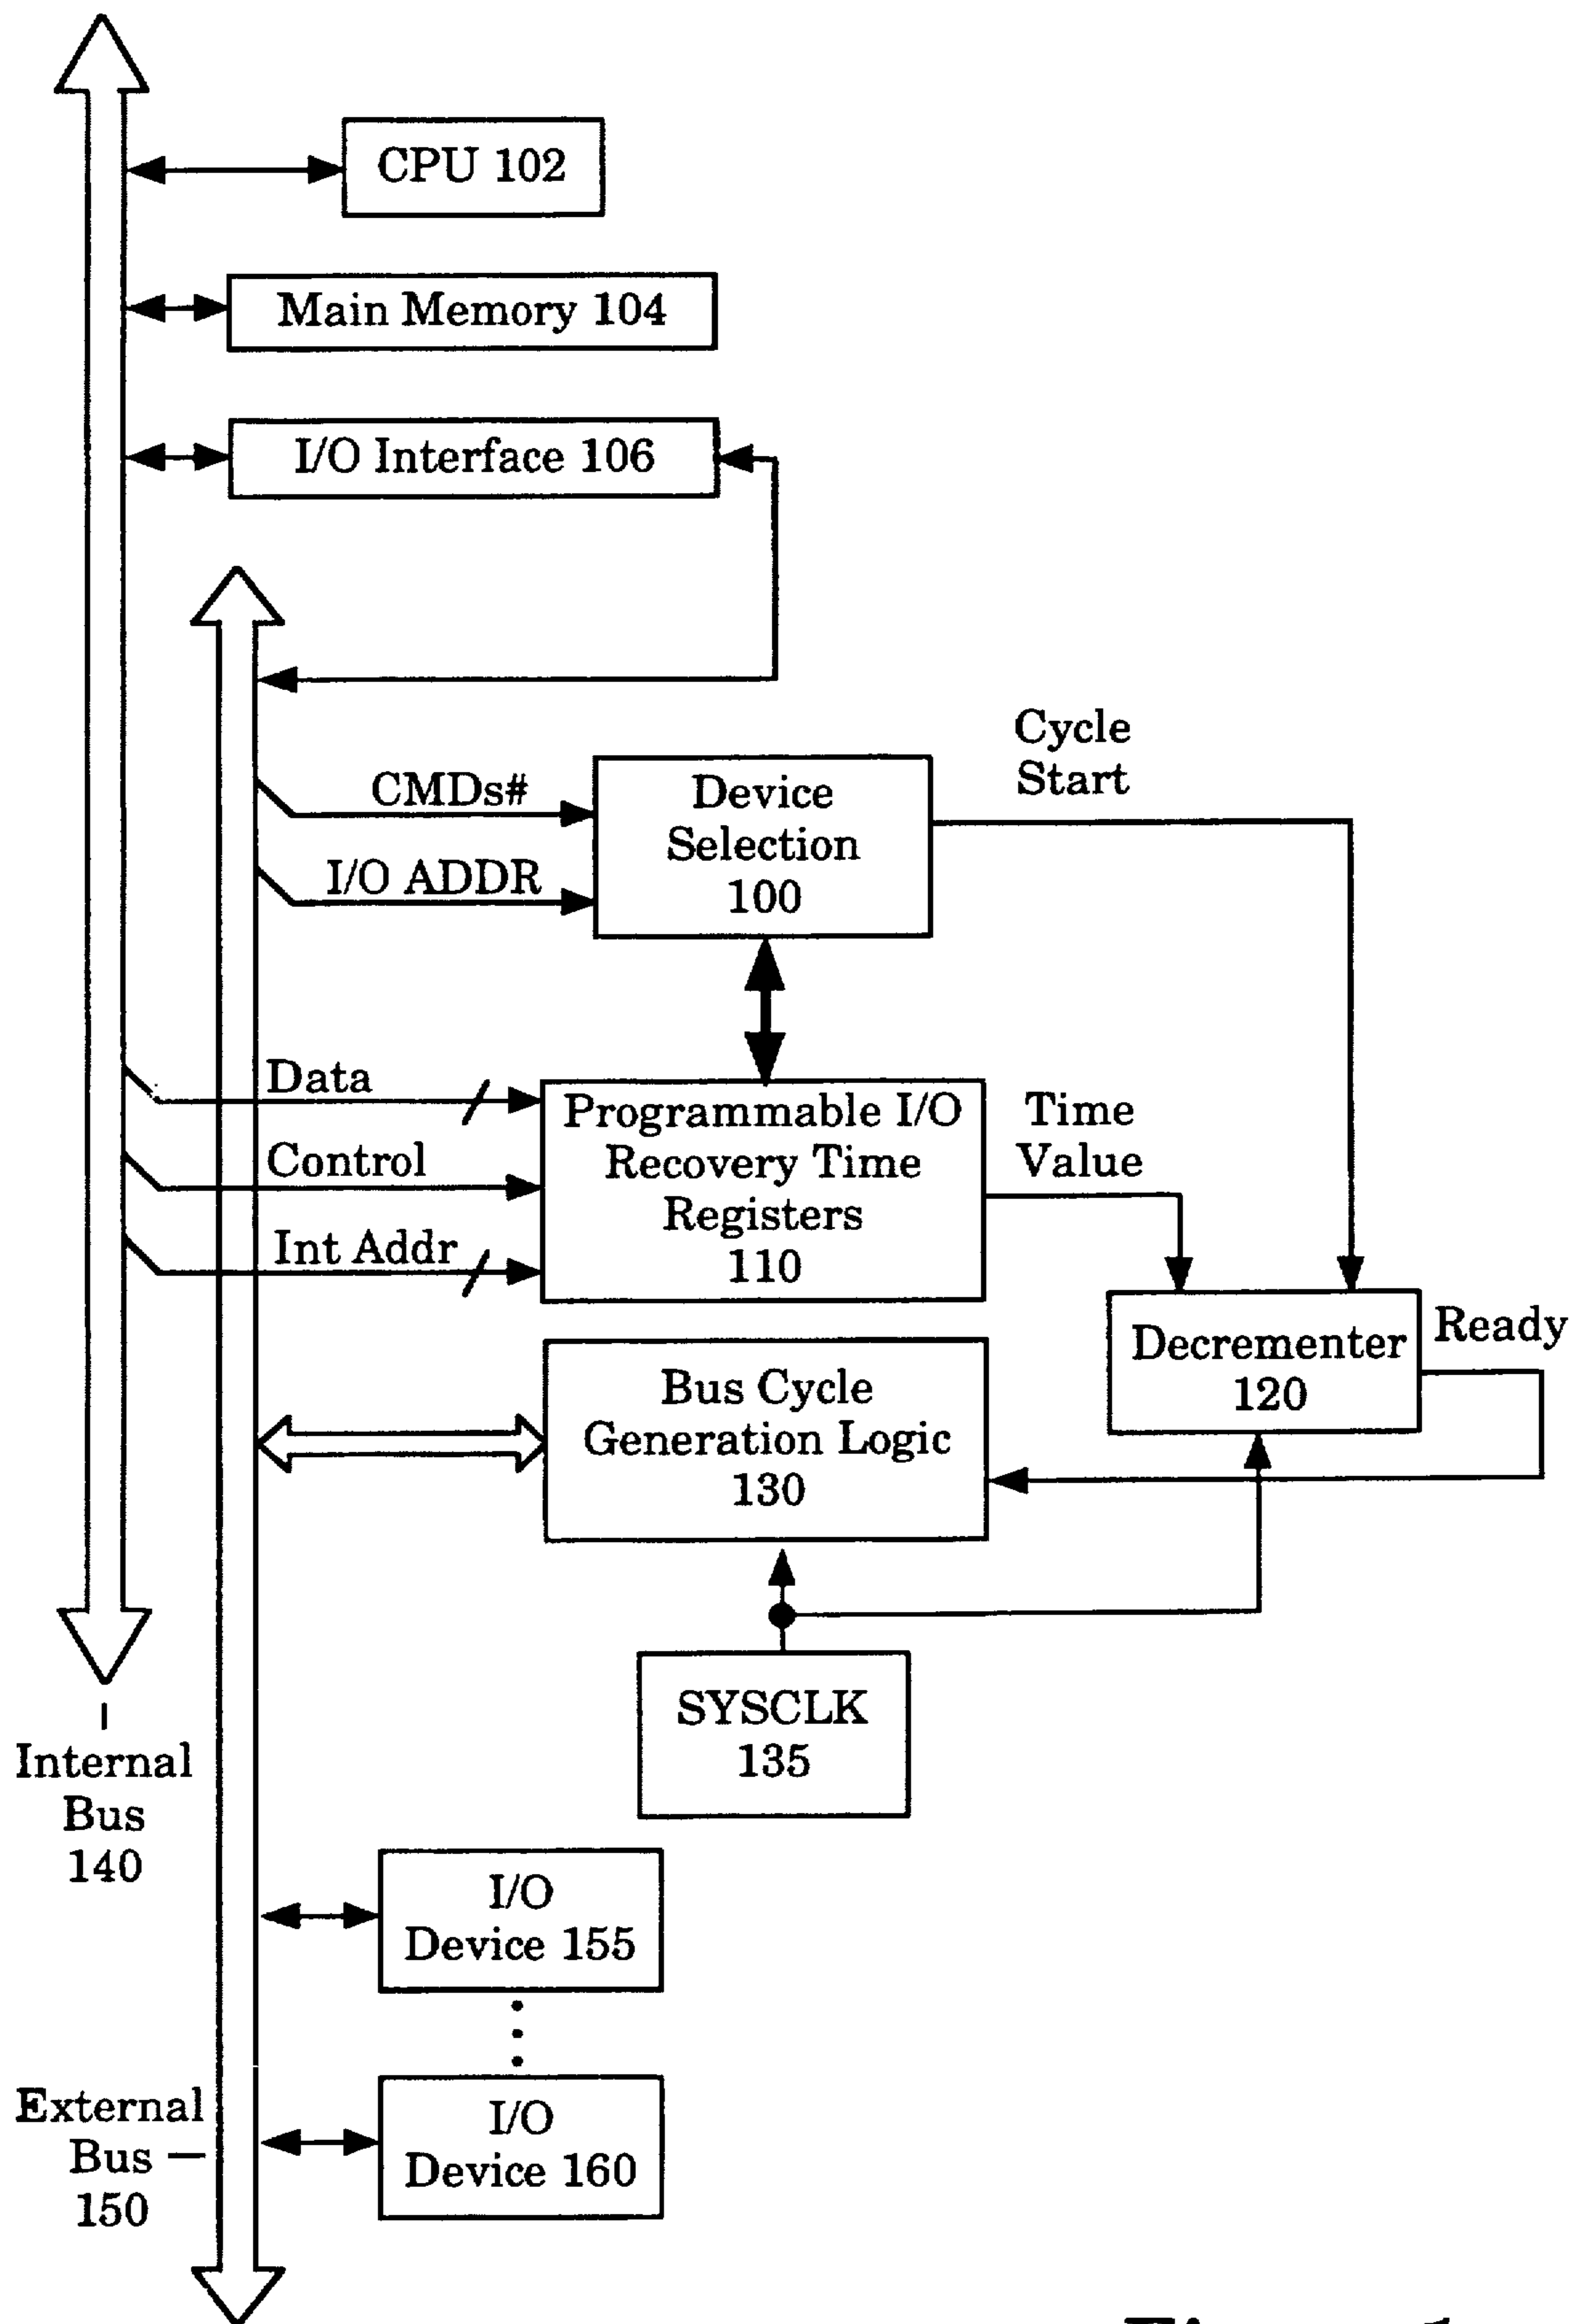 CPU 102
Main Memory 104
I/O Interface 106
Cycle
Start
CMDs#
Device
Selection
100
I/O ADDR
Data
Control
Int Addr
Programmable I/O
Recovery Time
Registers
110
Time
Value
Decrementer
120
Ready
Bus Cycle
Generation Logic
130
SYSCLK
135
Internal
Bus
140
I/O
Device 155
External
Bus
150
I/O
Device 160